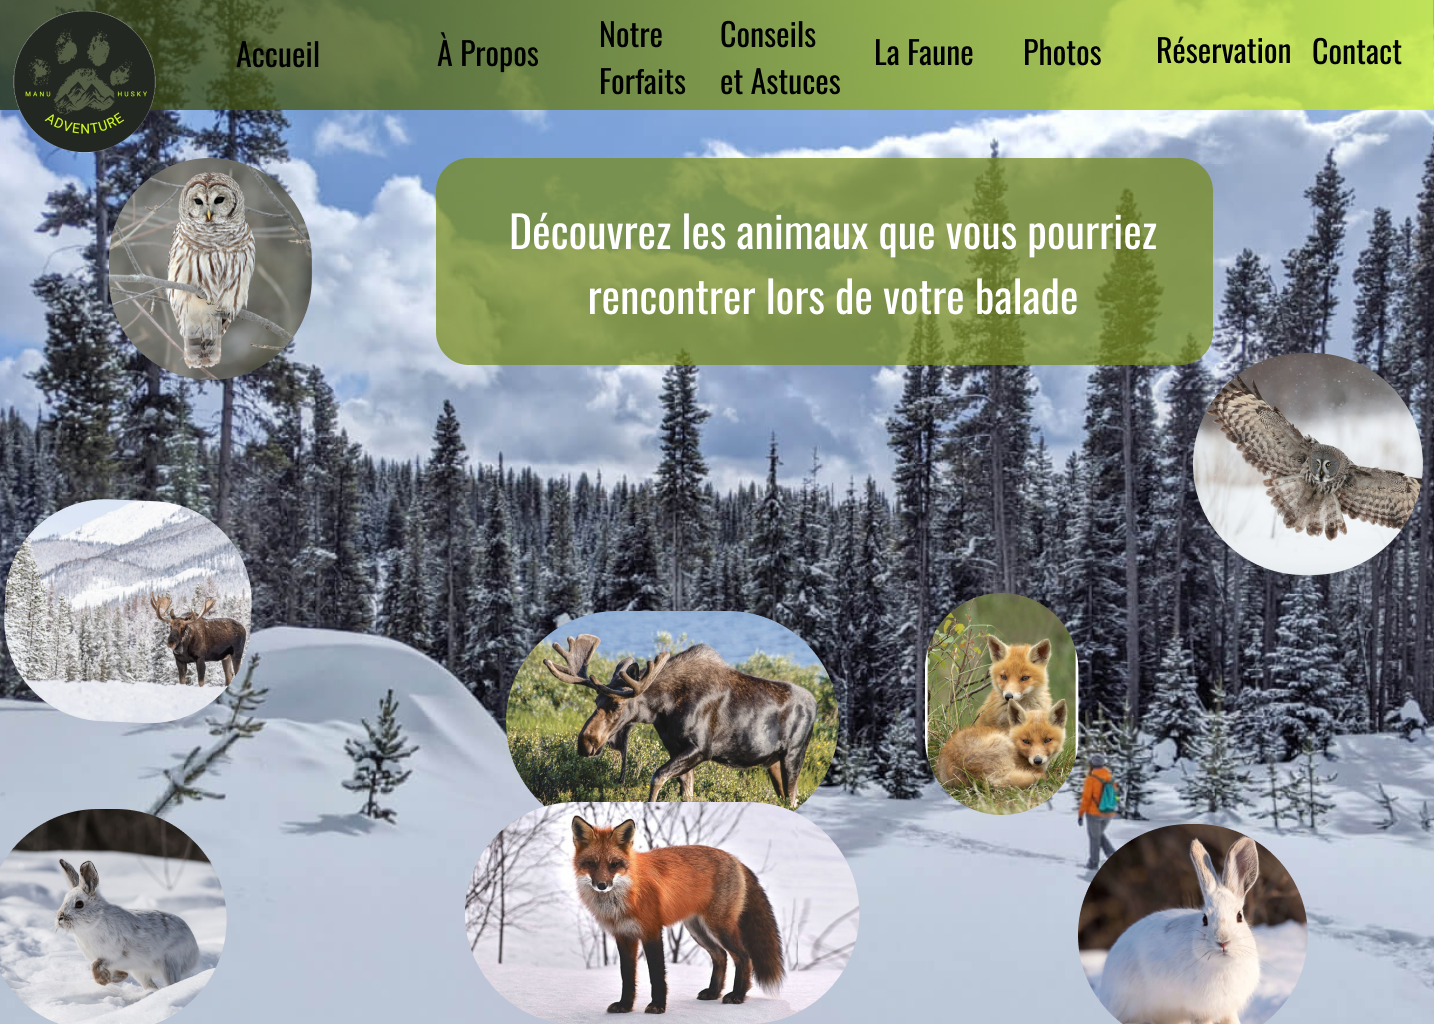 MANU HUSKY
ADVENTURE
Accueil
À Propos
Notre
Forfaits
Conseils
et Astuces
La Faune
Photos
Réservation
Contact
Découvrez les animaux que vous pourriez
rencontrer lors de votre balade